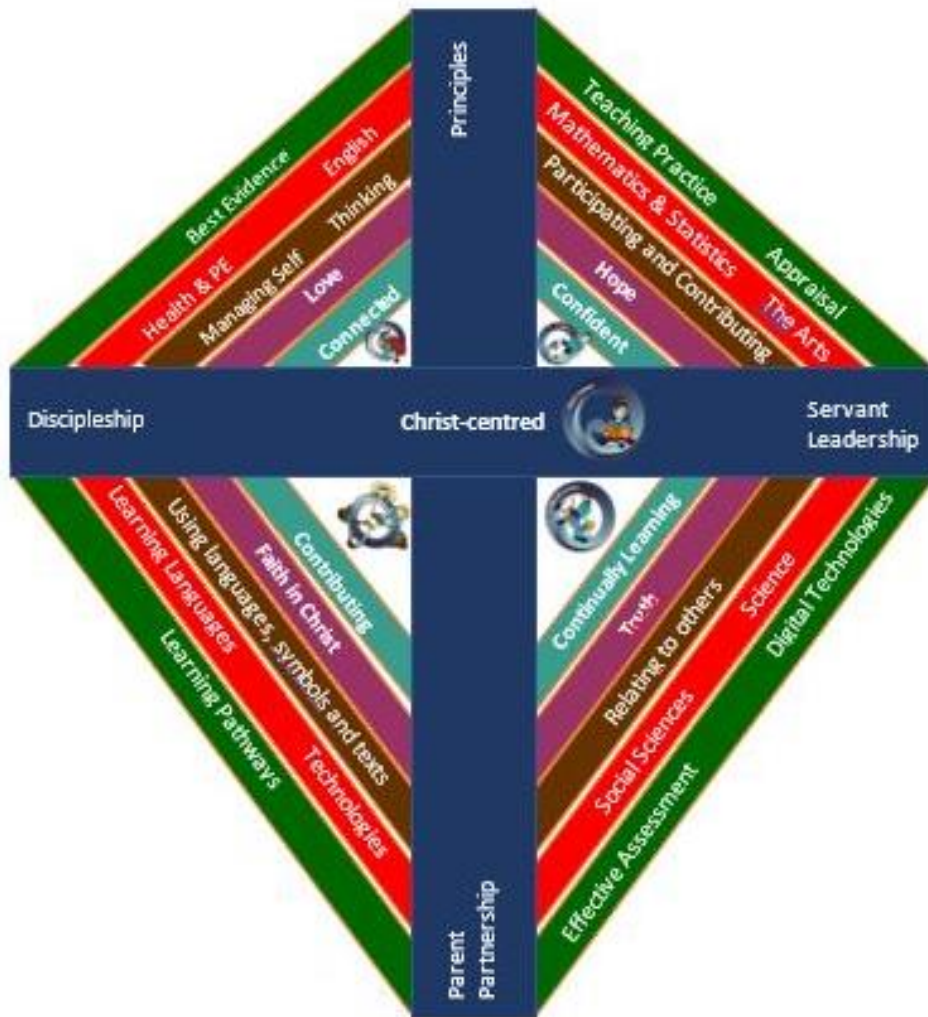 Principles
Best Evidence
Health & PE
English
Managing Self
Thinking
Love
Connected
Teaching Practice
Appraisal
Mathematics & Statistics
The Arts
Participating and Contributing
Hope
Confident
Discipleship
Christ-centred
Servant
Leadership
Learning Pathways
Learning Languages
Technologies
Using languages, symbols and texts
Faith in Christ
Contributing
Continually Learning
Truth
Relating to others
Social Sciences
Science
Effective Assessment
Digital Technologies
Parent
Partnership